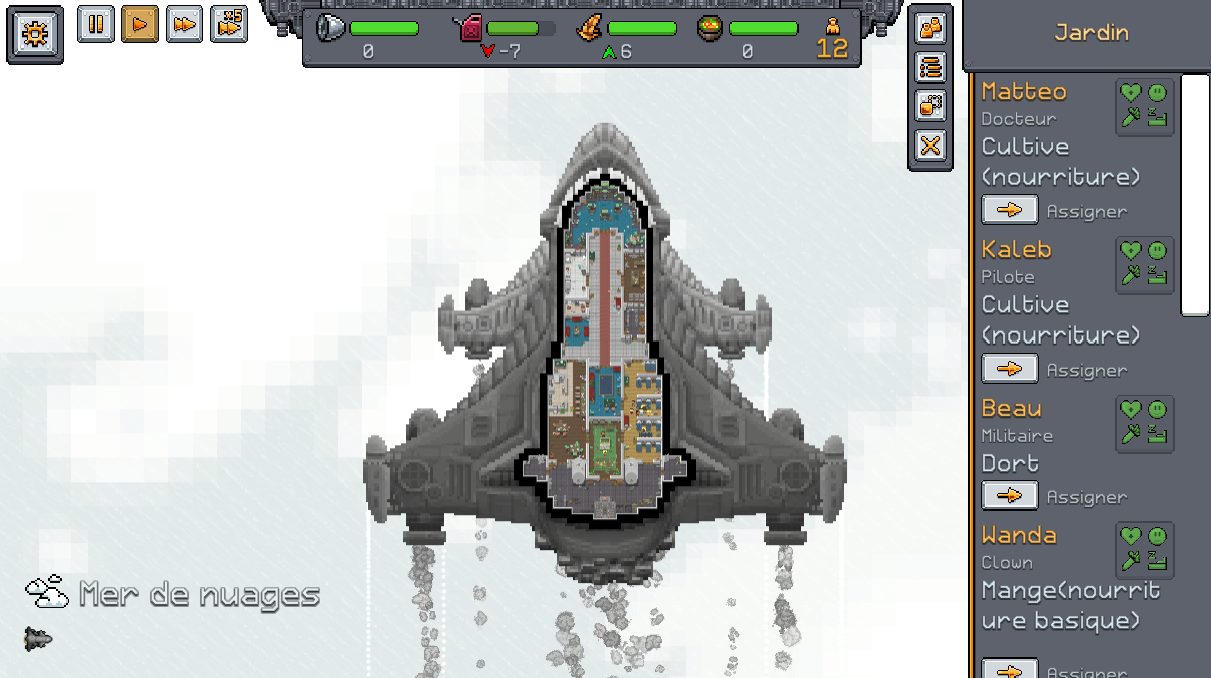 x5
0
-7
6
0
12
Jardin
Matteo
Docteur
Cultive
(nourriture)
Assigner
Kaleb
Pilote
Cultive
(nourriture)
Assigner
Beau
Militaire
Dort
Assigner
Wanda
Clown
Mange(nourrit
ure basique)
Assigner
Mer de nuages